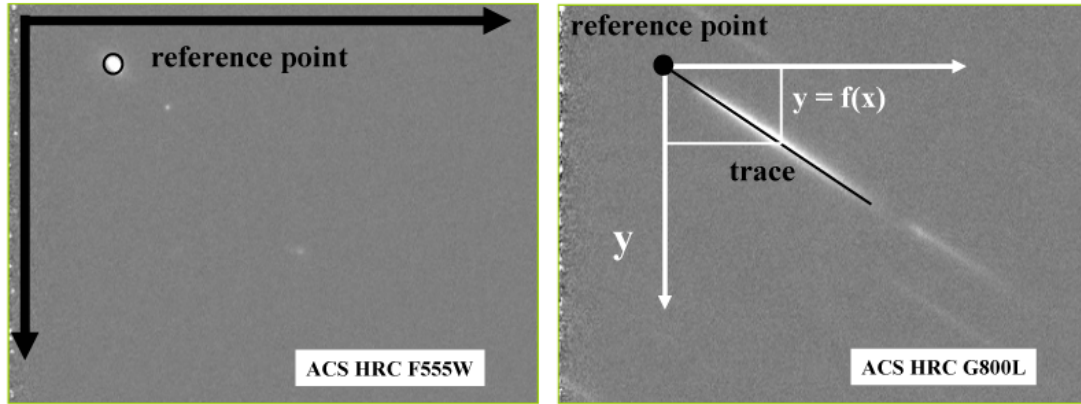 reference point
ACS HRC F555W
reference point
y = f(x)
trace
y
ACS HRC G800L